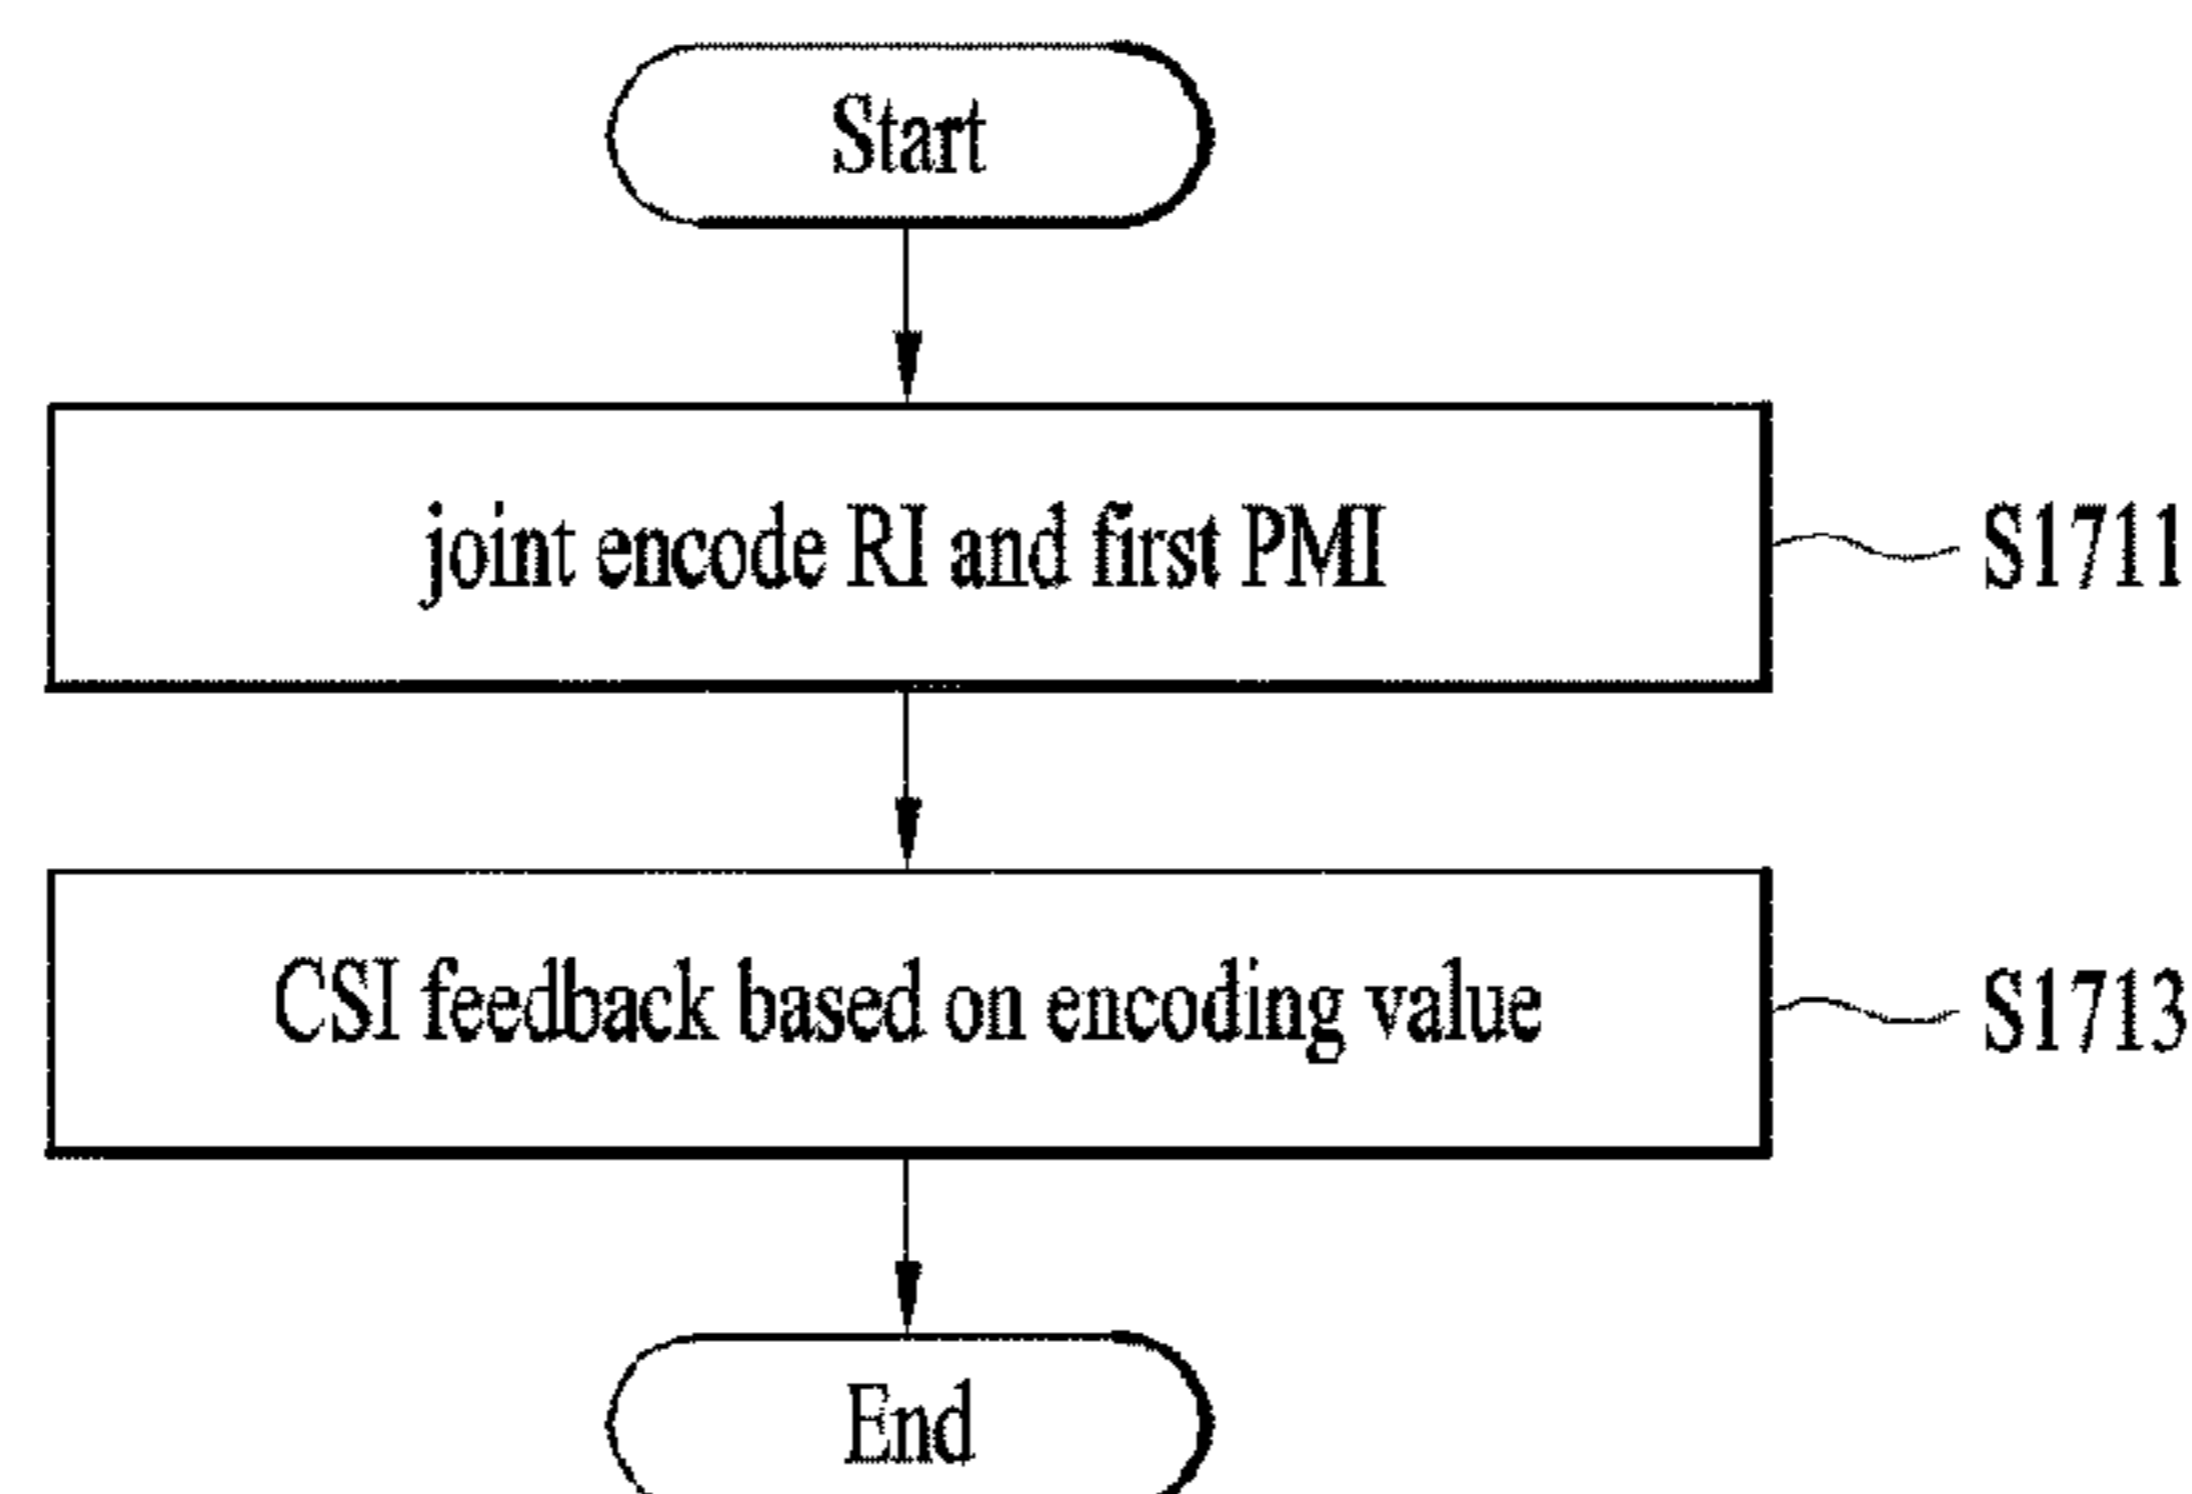 Start
joint encode RI and first PMI
S1711
CSI feedback based on encoding value
S1713
End